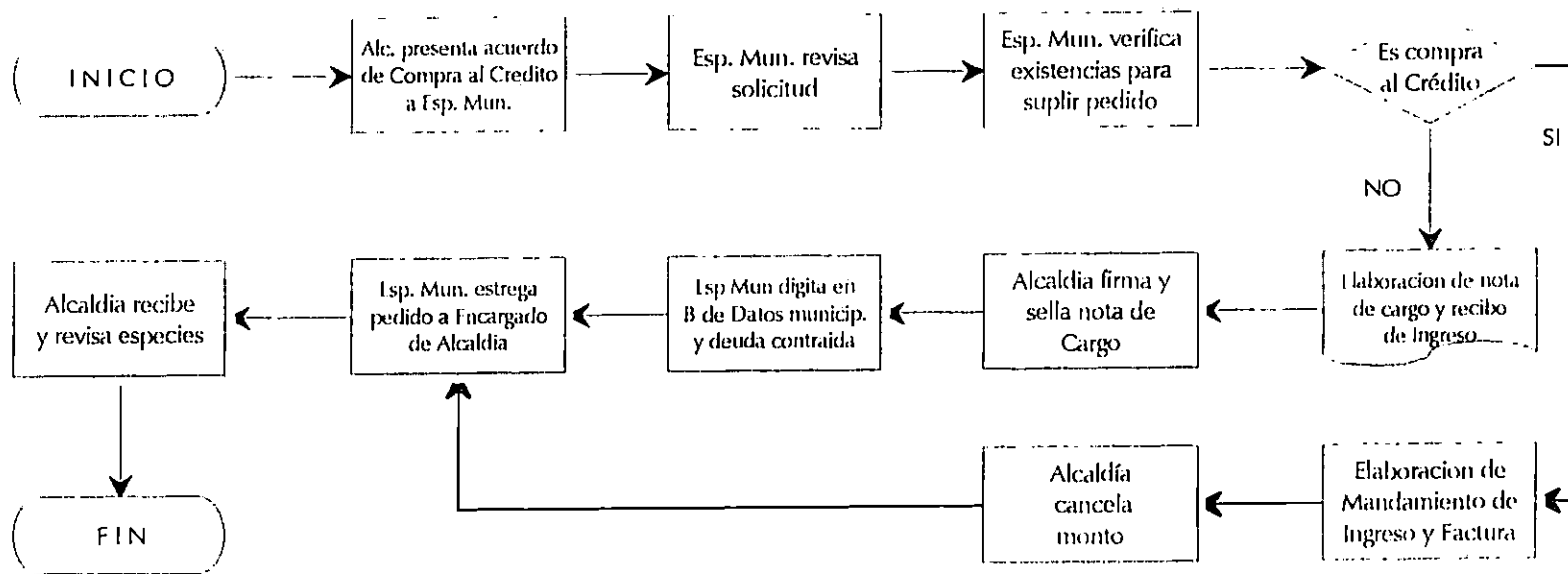 INICIO
Alc. presenta acuerdo
de Compra al Credito
a Esp. Mun.
Esp. Mun. revisa
solicitud
Esp. Mun. verifica
existencias para
suplir pedido
Es compra
al Crédito
SI
NO
Elaboracion de nota
de cargo y recibo
de Ingreso
Alcaldia firma y
sella nota de
Cargo
Esp Mun digita en
B de Datos municip.
y deuda contraida
Esp. Mun. estrega
pedido a Encargado
de Alcaldia
Alcaldia recibe
y revisa especies
FIN
Alcaldía
cancela
monto
Elaboracion de
Mandamiento de
Ingreso y Factura